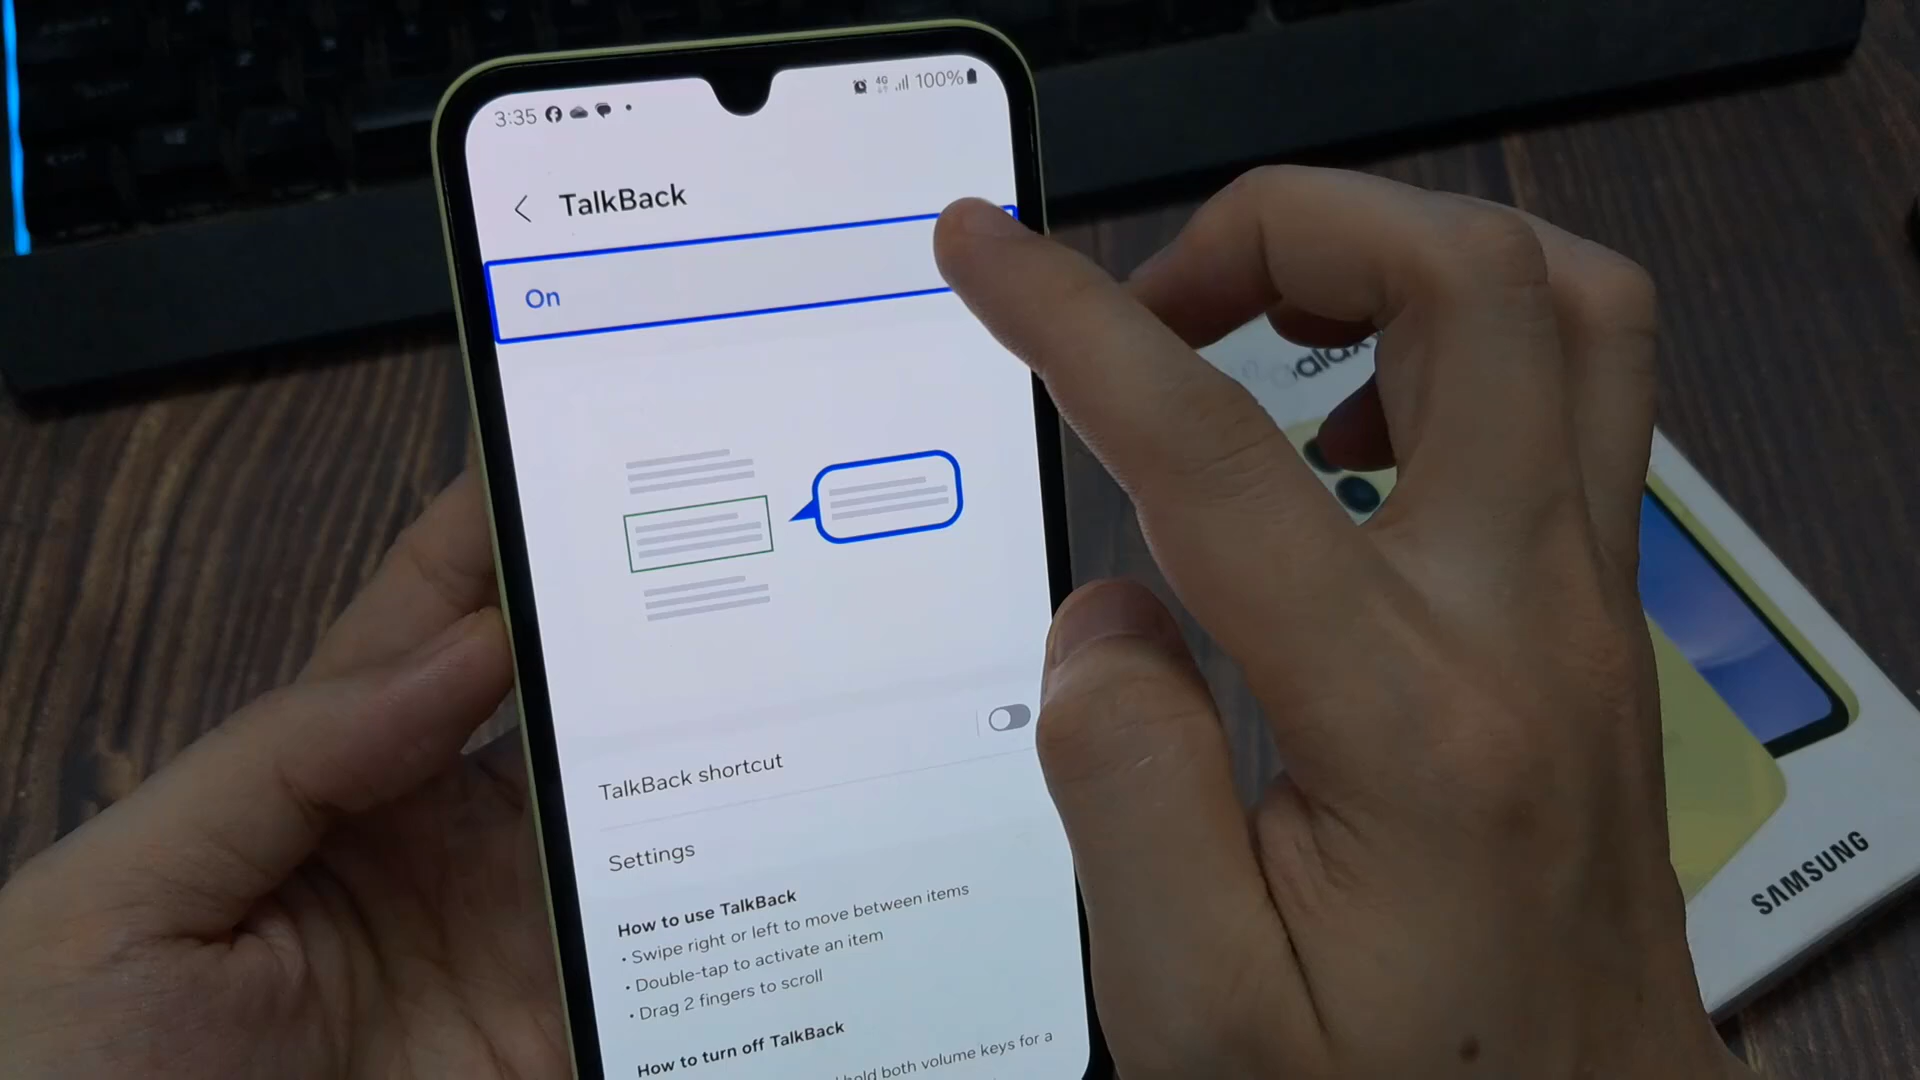 3:35
4G 100%
TalkBack
On
TalkBack shortcut
Settings
How to use TalkBack
• Swipe right or left to move between items
• Double-tap to activate an item
• Drag 2 fingers to scroll
How to turn off TalkBack
hold both volume keys for a
alax
SAMSUNG